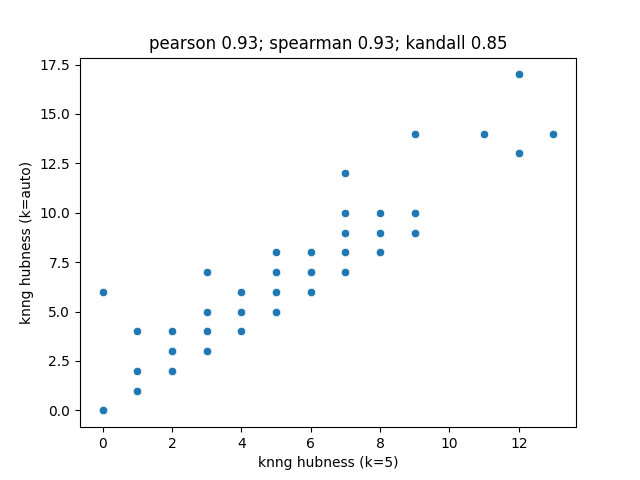 pearson 0.93; spearman 0.93; kandall 0.85
17.5
15.0
12.5
10.0
7.5
5.0
2.5
0.0
knng hubness (k=auto)
0 2 4 6 8 10 12
knng hubness (k=5)